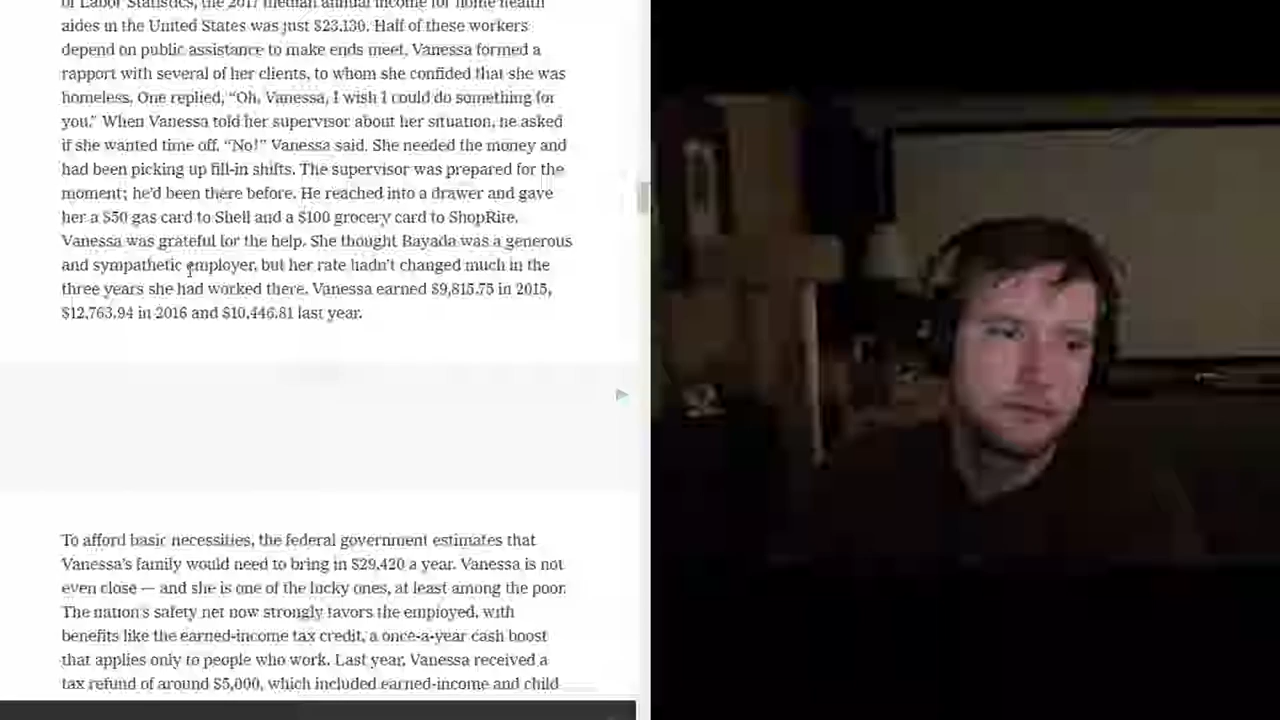 of Labor Statistics, the 2017 median annual income for home health
aides in the United States was just $23,130. Half of these workers
depend on public assistance to make ends meet. Vanessa formed a
rapport with several of her clients, to whom she confided that she was
homeless. One replied, “Oh, Vanessa, I wish I could do something for
you.” When Vanessa told her supervisor about her situation, he asked
if she wanted time off. “No!” Vanessa said. She needed the money and
had been picking up fill-in shifts. The supervisor was prepared for the
moment; he’d been there before. He reached into a drawer and gave
her a $50 gas card to Shell and a $100 grocery card to ShopRite.
Vanessa was grateful for the help. She thought Bayada was a generous
and sympathetic employer, but her rate hadn’t changed much in the
three years she had worked there. Vanessa earned $9,815.75 in 2015,
$12,763.94 in 2016 and $10,446.81 last year.
To afford basic necessities, the federal government estimates that
Vanessa’s family would need to bring in $29,420 a year. Vanessa is not
even close — and she is one of the lucky ones, at least among the poor.
The nation’s safety net now strongly favors the employed, with
benefits like the earned-income tax credit, a once-a-year cash boost
that applies only to people who work. Last year, Vanessa received a
tax refund of around $5,000, which included earned-income and child